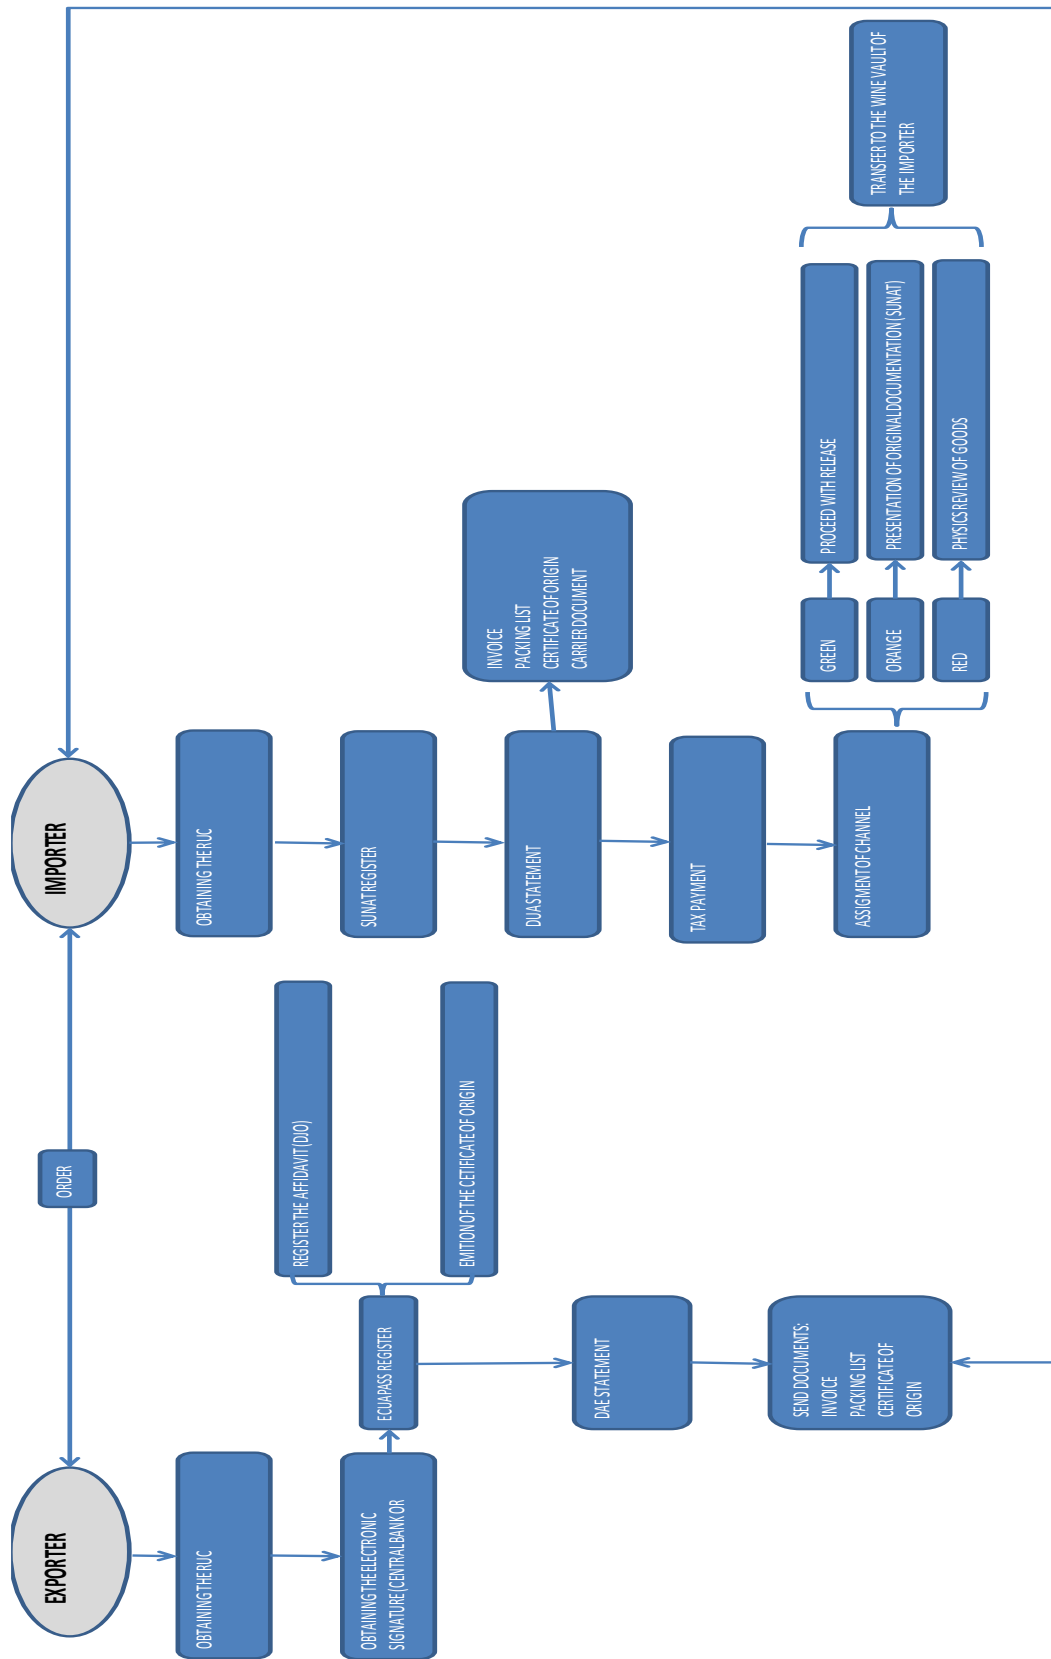 EXPORTER
ORDER
IMPORTER
OBTAINING THE RUC
OBTAINING THE ELECTRONIC
SIGNATURE (CENTRAL BANK OR
ECUAPASS REGISTER
REGISTER THE AFFIDAVIT (DJO)
EMITION OF THE CETIFICATE OF ORIGIN
DAE STATEMENT
SEND DOCUMENTS:
INVOICE
PACKING LIST
CERTIFICATE OF
ORIGIN
OBTAINING THE RUC
SUNAT REGISTER
DUA STATEMENT
INVOICE
PACKING LIST
CERTIFICATE OF ORIGIN
CARRIER DOCUMENT
TAX PAYMENT
ASSIGMENT OF CHANNEL
GREEN
PROCEED WITH RELEASE
ORANGE
PRESENTATION OF ORIGINAL DOCUMENTATION (SUNAT)
RED
PHYSICS REVIEW OF GOODS
TRANSFER TO THE WINE VAULT OF
THE IMPORTER